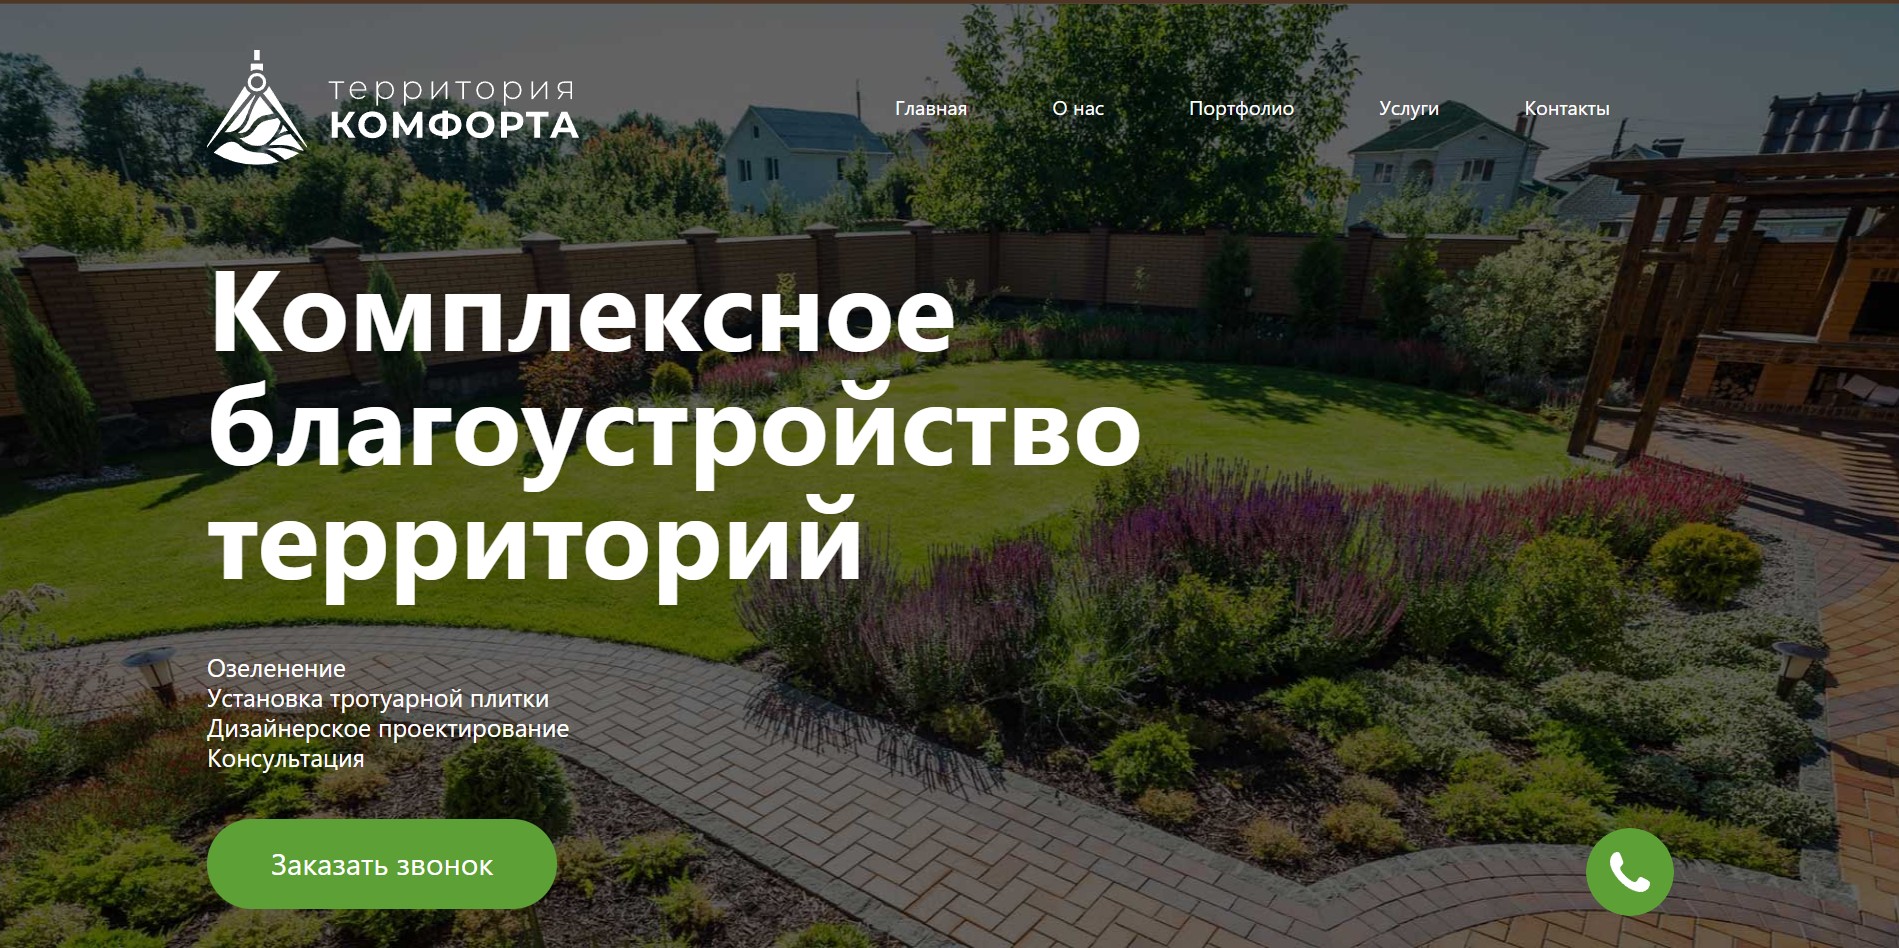 территория
КОМФОРТА
Главная
О нас
Портфолио
Услуги
Контакты
Комплексное
благоустройство
территорий
Озеленение
Установка тротуарной плитки
Дизайнерское проектирование
Консультация
Заказать звонок